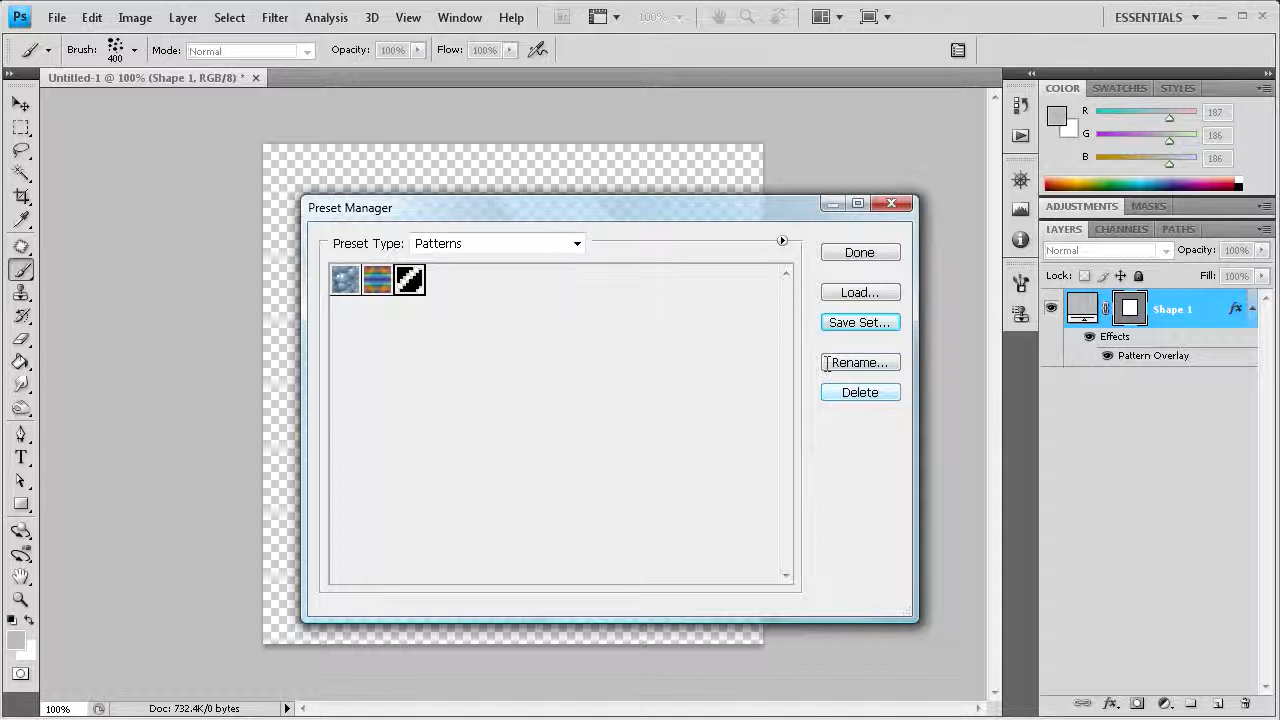 Ps File Edit Image Layer Select Filter Analysis 3D View Window Help 100% ESSENTIALS
Brush: 400 Mode: Normal Opacity: 100% Flow: 100%
Untitled-1 @ 100% (Shape 1, RGB/8) *
COLOR SWATCHES STYLES
R 187
G 186
B 186
ADJUSTMENTS MASKS
LAYERS CHANNELS PATHS
Normal Opacity: 100%
Lock: Fill: 100%
Shape 1 fx
Effects
Pattern Overlay
Preset Manager
Preset Type: Patterns
Done
Load...
Save Set...
Rename...
Delete
T
100% Doc: 732.4K/0 bytes
fx